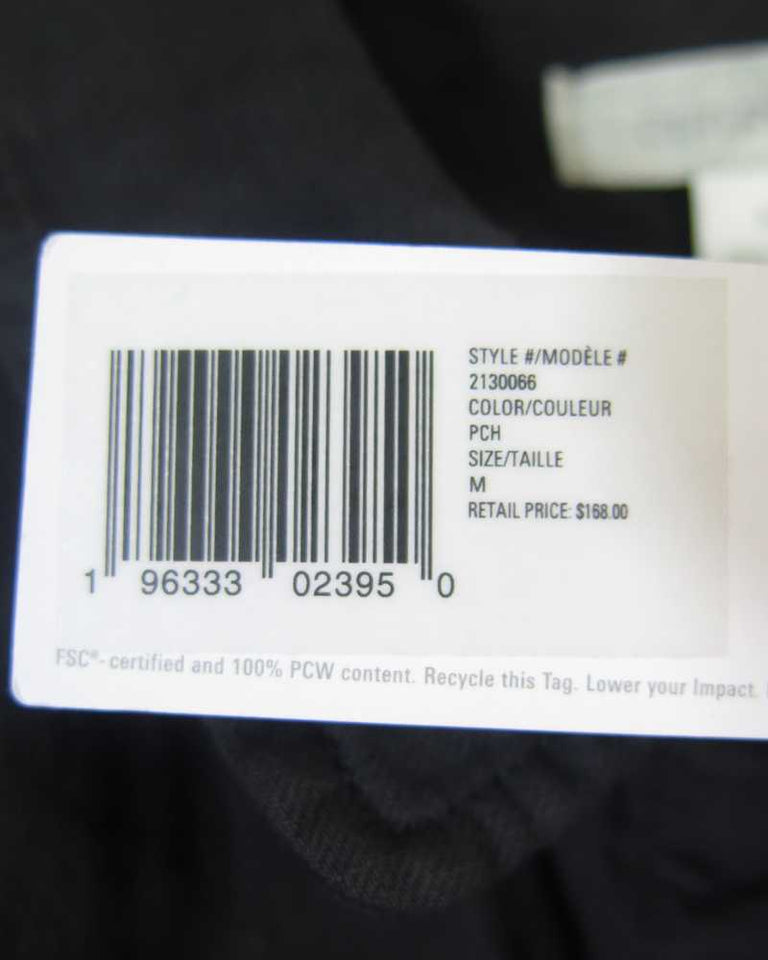 STYLE #/MODÈLE #
2130066
COLOR/COULEUR
PCH
SIZE/TAILLE
M
RETAIL PRICE: $168.00
1 96333 02395 0
FSC®-certified and 100% PCW content. Recycle this Tag. Lower your Impact.